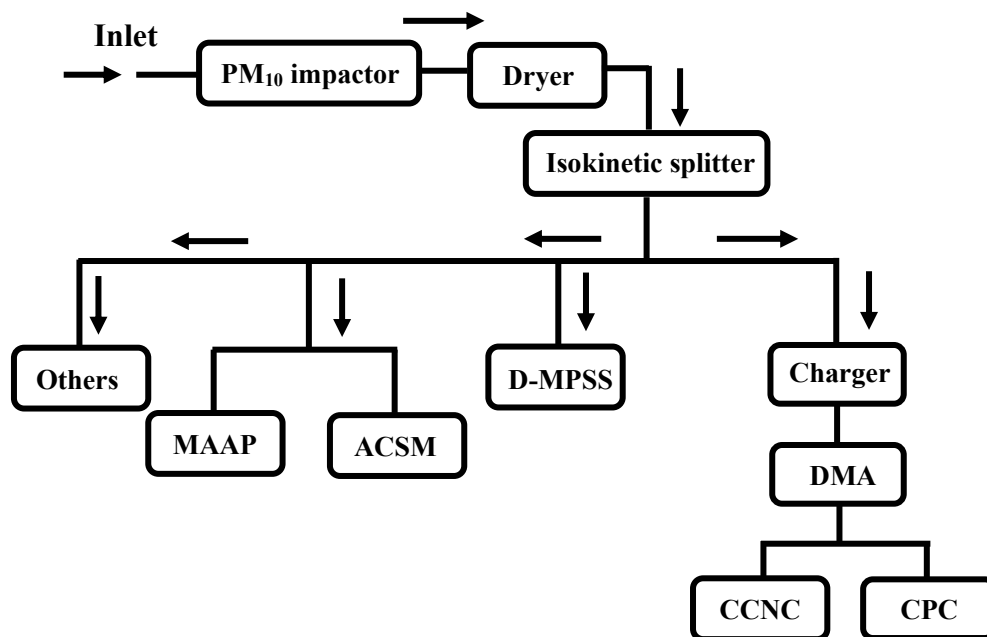 Inlet
PM₁₀ impactor
Dryer
Isokinetic splitter
Others
D-MPSS
Charger
MAAP
ACSM
DMA
CCNC
CPC